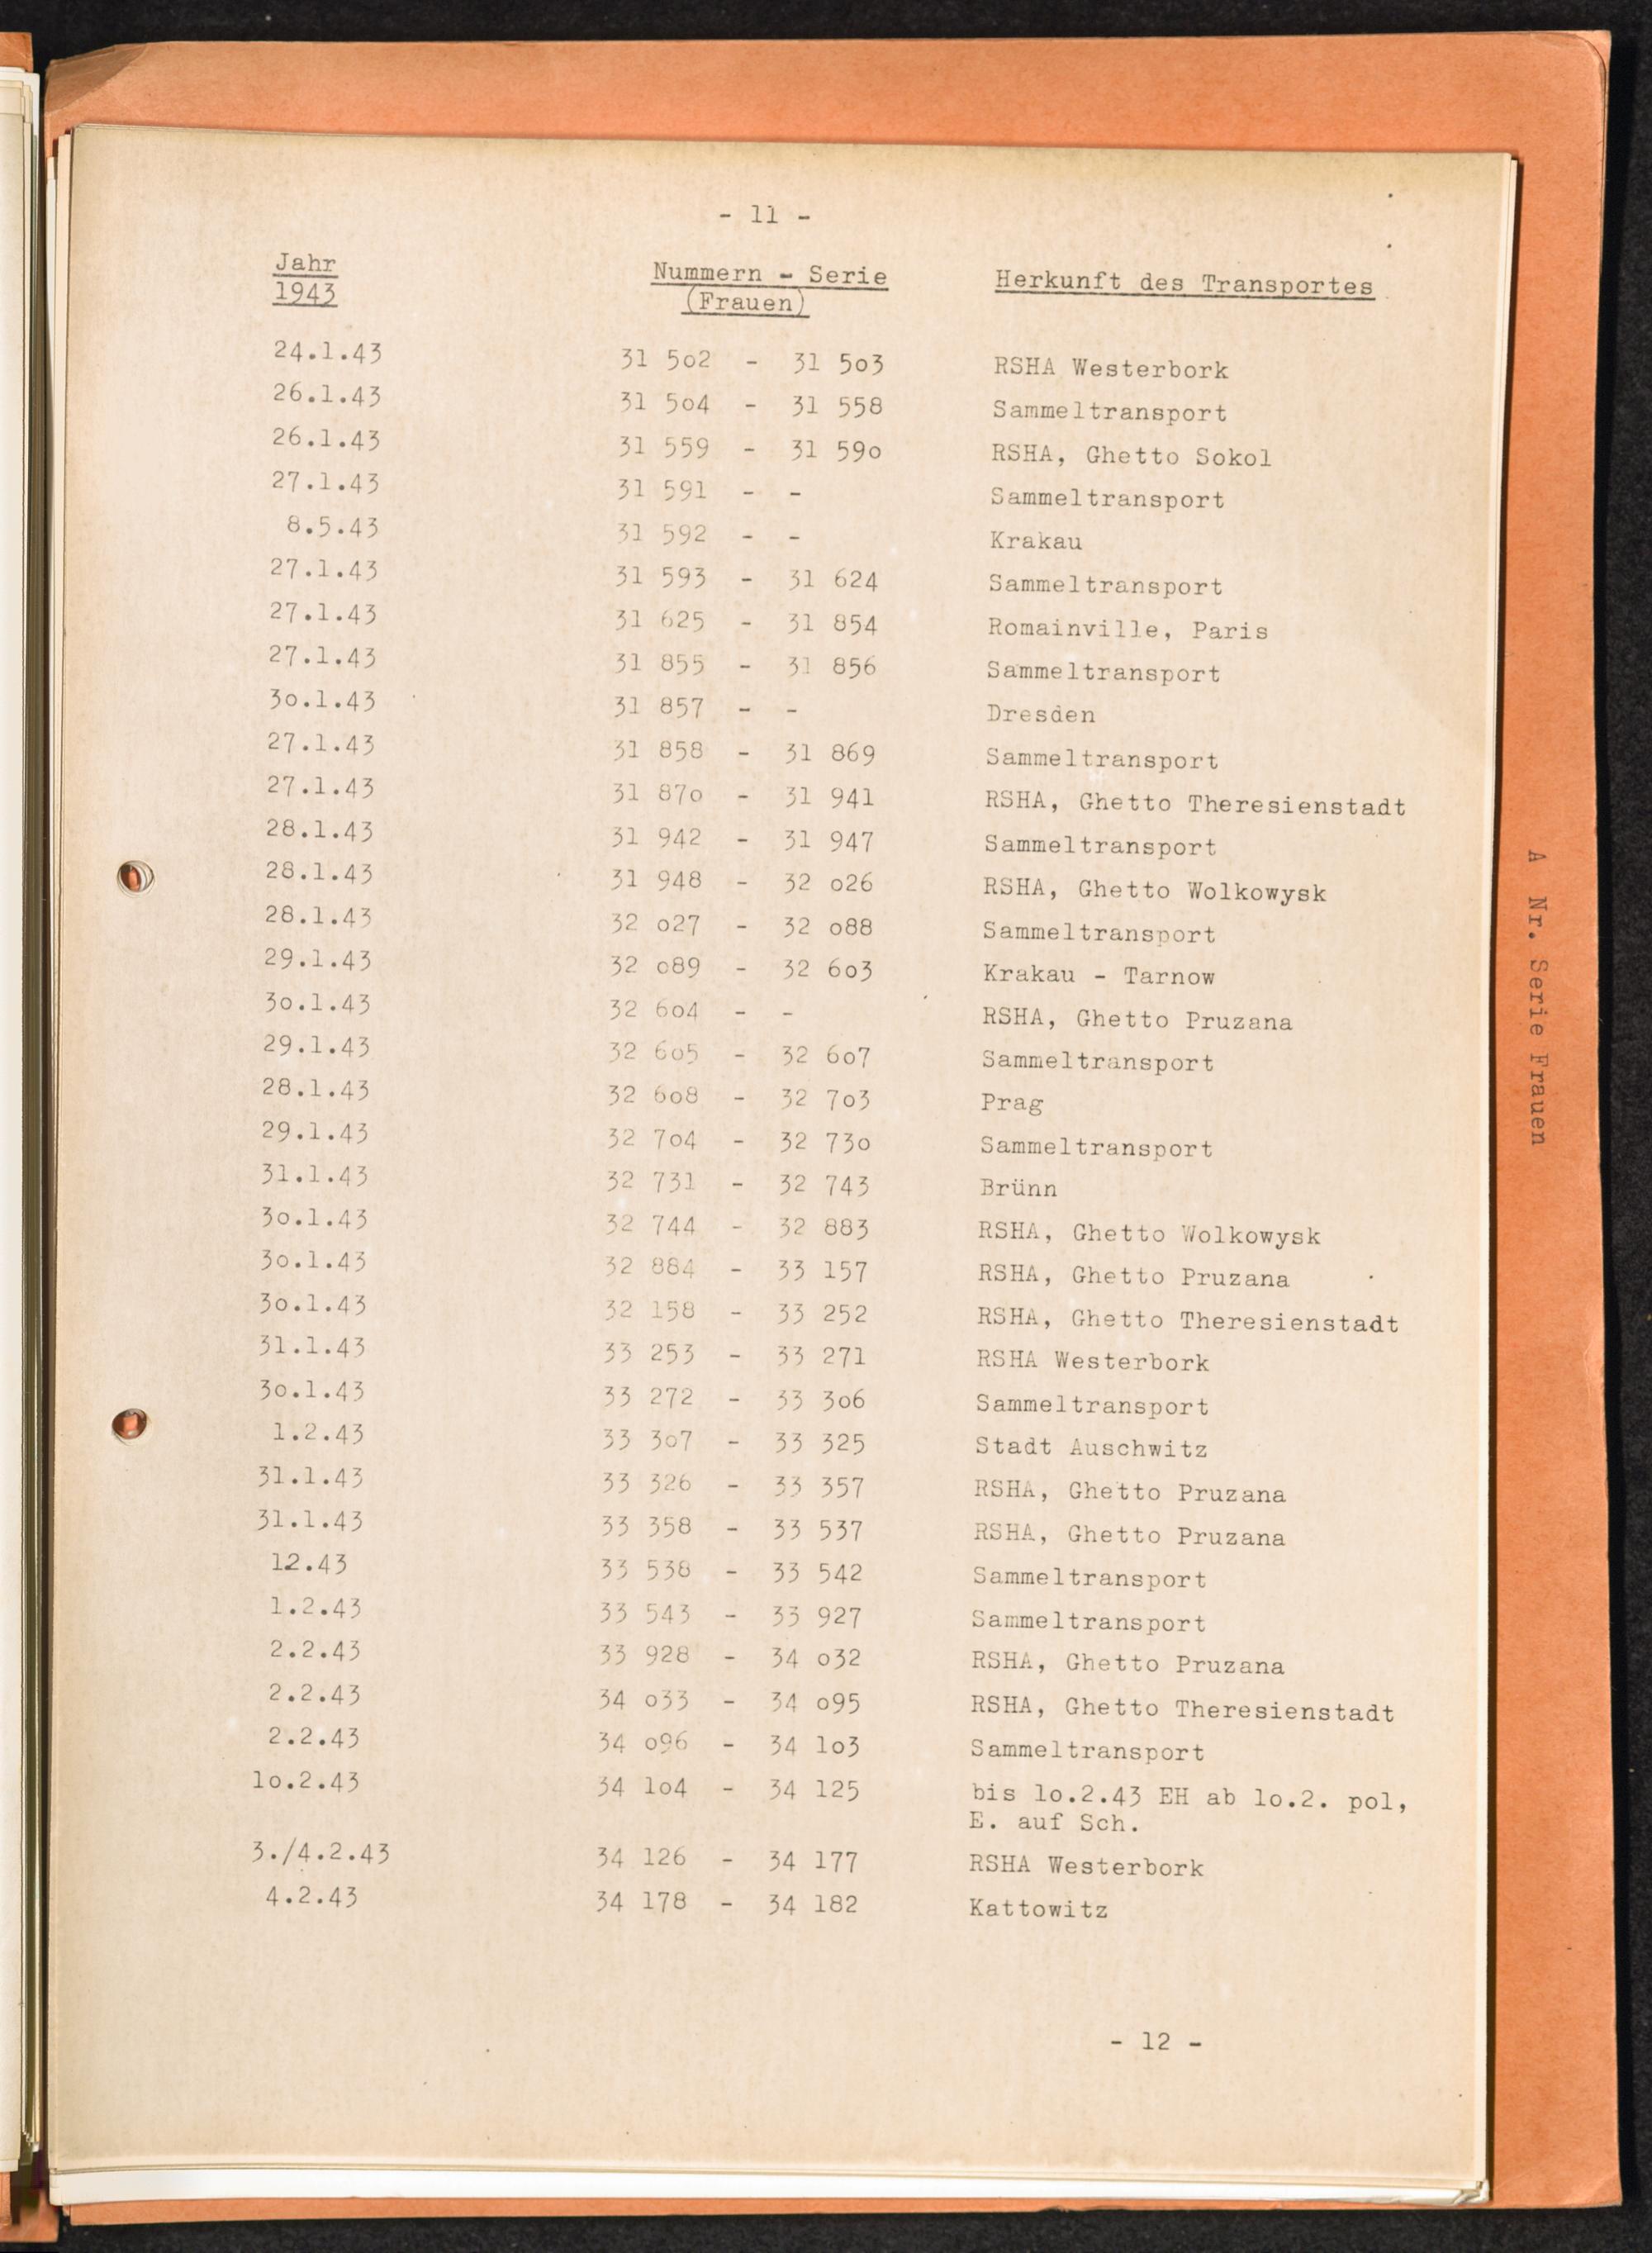 - 11 -
Jahr Nummern - Serie Herkunft des Transportes
1943 (Frauen)
24.1.43 31 5o2 - 31 5o3 RSHA Westerbork
26.1.43 31 5o4 - 31 558 Sammeltransport
26.1.43 31 559 - 31 59o RSHA, Ghetto Sokol
27.1.43 31 591 - - Sammeltransport
8.5.43 31 592 - - Krakau
27.1.43 31 593 - 31 624 Sammeltransport
27.1.43 31 625 - 31 854 Romainville, Paris
27.1.43 31 855 - 31 856 Sammeltransport
3o.1.43 31 857 - - Dresden
27.1.43 31 858 - 31 869 Sammeltransport
27.1.43 31 87o - 31 941 RSHA, Ghetto Theresienstadt
28.1.43 31 942 - 31 947 Sammeltransport
28.1.43 31 948 - 32 o26 RSHA, Ghetto Wolkowysk
28.1.43 32 o27 - 32 o88 Sammeltransport
29.1.43 32 o89 - 32 6o3 Krakau - Tarnow
3o.1.43 32 6o4 - - RSHA, Ghetto Pruzana
29.1.43 32 6o5 - 32 6o7 Sammeltransport
28.1.43 32 6o8 - 32 7o3 Prag
29.1.43 32 7o4 - 32 73o Sammeltransport
31.1.43 32 731 - 32 743 Brünn
3o.1.43 32 744 - 32 883 RSHA, Ghetto Wolkowysk
3o.1.43 32 884 - 33 157 RSHA, Ghetto Pruzana
3o.1.43 32 158 - 33 252 RSHA, Ghetto Theresienstadt
31.1.43 33 253 - 33 271 RSHA Westerbork
3o.1.43 33 272 - 33 3o6 Sammeltransport
1.2.43 33 3o7 - 33 325 Stadt Auschwitz
31.1.43 33 326 - 33 357 RSHA, Ghetto Pruzana
31.1.43 33 358 - 33 537 RSHA, Ghetto Pruzana
12.43 33 538 - 33 542 Sammeltransport
1.2.43 33 543 - 33 927 Sammeltransport
2.2.43 33 928 - 34 o32 RSHA, Ghetto Pruzana
2.2.43 34 o33 - 34 o95 RSHA, Ghetto Theresienstadt
2.2.43 34 o96 - 34 1o3 Sammeltransport
1o.2.43 34 1o4 - 34 125 bis 1o.2.43 EH ab 1o.2. pol,
E. auf Sch.
3./4.2.43 34 126 - 34 177 RSHA Westerbork
4.2.43 34 178 - 34 182 Kattowitz
- 12 -
A Nr. Serie Frauen